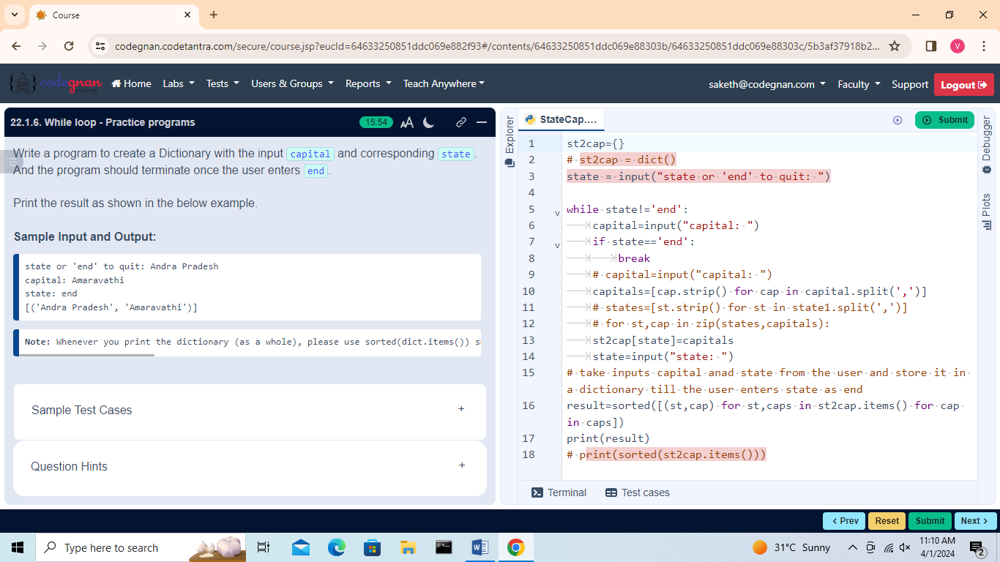 Course
codegnan.codetantra.com/secure/course.jsp?eucId=64633250851ddc069e882f93#/contents/64633250851ddc069e88303b/64633250851ddc069e88303c/5b3af37918b2...
V
codegnan
Home Labs Tests Users & Groups Reports Teach Anywhere
saketh@codegnan.com Faculty Support Logout
22.1.6. While loop - Practice programs
15:54 AA
Write a program to create a Dictionary with the input capital and corresponding state.
And the program should terminate once the user enters end.
Print the result as shown in the below example.
Sample Input and Output:
state or 'end' to quit: Andra Pradesh
capital: Amaravathi
state: end
[('Andra Pradesh', 'Amaravathi')]
Note: Whenever you print the dictionary (as a whole), please use sorted(dict.items()) s
Sample Test Cases +
Question Hints +
Explorer
StateCap....
Submit
1 st2cap={}
2 # st2cap = dict()
3 state = input("state or 'end' to quit: ")
4
5 while state!='end':
6 capital=input("capital: ")
7 if state=='end':
8 break
9 # capital=input("capital: ")
10 capitals=[cap.strip() for cap in capital.split(',')]
11 # states=[st.strip() for st in state1.split(',')]
12 # for st,cap in zip(states,capitals):
13 st2cap[state]=capitals
14 state=input("state: ")
15 # take inputs capital anad state from the user and store it in
a dictionary till the user enters state as end
16 result=sorted([(st,cap) for st,caps in st2cap.items() for cap
in caps])
17 print(result)
18 # print(sorted(st2cap.items()))
Debugger
Plots
Terminal Test cases
Prev Reset Submit Next
Type here to search
31°C Sunny
11:10 AM
4/1/2024
2